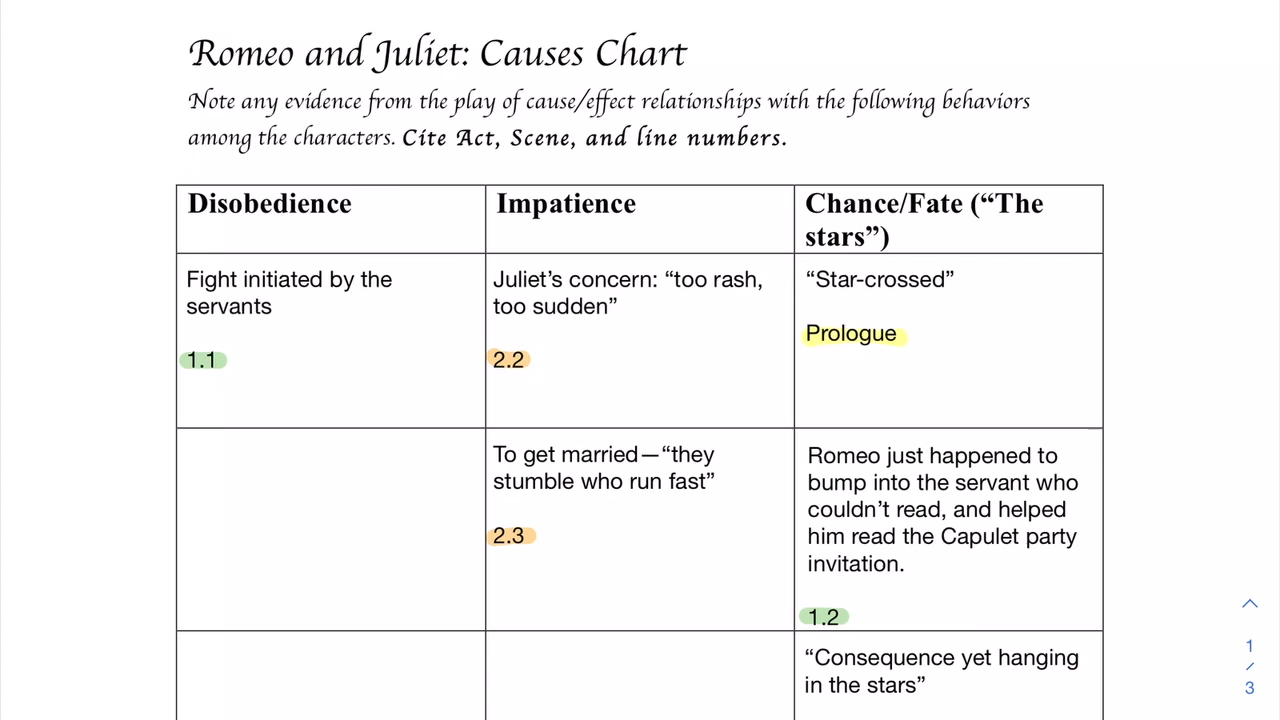 Romeo and Juliet: Causes Chart
Note any evidence from the play of cause/effect relationships with the following behaviors
among the characters. Cite Act, Scene, and line numbers.
Disobedience
Impatience
Chance/Fate (“The
stars”)
Fight initiated by the
servants
1.1
Juliet’s concern: “too rash,
too sudden”
2.2
“Star-crossed”
Prologue
To get married—“they
stumble who run fast”
2.3
Romeo just happened to
bump into the servant who
couldn’t read, and helped
him read the Capulet party
invitation.
1.2
“Consequence yet hanging
in the stars”
1
/
3